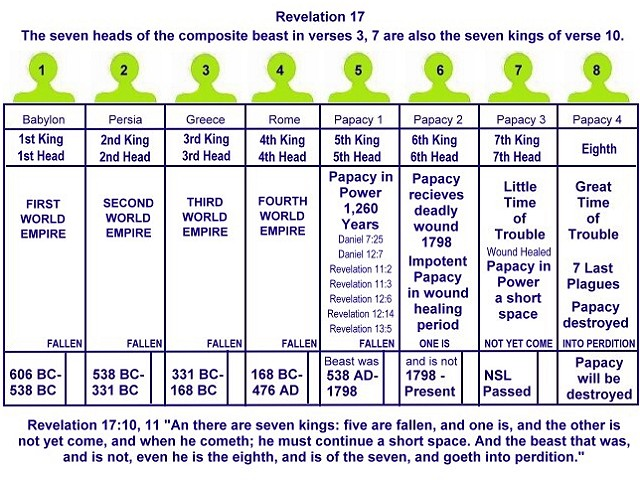 Revelation 17
The seven heads of the composite beast in verses 3, 7 are also the seven kings of verse 10.
1 2 3 4 5 6 7 8
Babylon Persia Greece Rome Papacy 1 Papacy 2 Papacy 3 Papacy 4
1st King
1st Head
2nd King
2nd Head
3rd King
3rd Head
4th King
4th Head
5th King
5th Head
6th King
6th Head
7th King
7th Head
Eighth
FIRST
WORLD
EMPIRE
FALLEN
SECOND
WORLD
EMPIRE
FALLEN
THIRD
WORLD
EMPIRE
FALLEN
FOURTH
WORLD
EMPIRE
FALLEN
Papacy in
Power
1,260
Years
Daniel 7:25
Daniel 12:7
Revelation 11:2
Revelation 11:3
Revelation 12:6
Revelation 12:14
Revelation 13:5
FALLEN
Papacy
recieves
deadly
wound
1798
Impotent
Papacy
in wound
healing
period
ONE IS
Little
Time
of
Trouble
Wound Healed
Papacy in
Power
a short
space
NOT YET COME
Great
Time
of
Trouble
7 Last
Plagues
Papacy
destroyed
INTO PERDITION
606 BC-
538 BC
538 BC-
331 BC
331 BC-
168 BC
168 BC-
476 AD
Beast was
538 AD-
1798
and is not
1798 -
Present
NSL
Passed
Papacy
will be
destroyed
Revelation 17:10, 11 "An there are seven kings: five are fallen, and one is, and the other is
not yet come, and when he cometh; he must continue a short space. And the beast that was,
and is not, even he is the eighth, and is of the seven, and goeth into perdition."